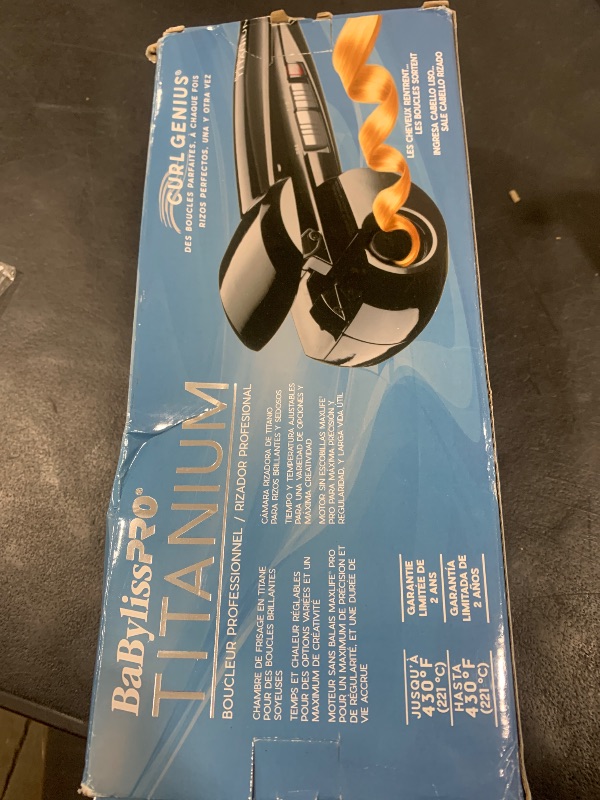 BaBylissPRO®
TITANIUM
BOUCLEUR PROFESSIONNEL / RIZADOR PROFESIONAL
CHAMBRE DE FRISAGE EN TITANE
POUR DES BOUCLES BRILLANTES
SOYEUSES
TEMPS ET CHALEUR RÉGLABLES
POUR DES OPTIONS VARIÉES ET UN
MAXIMUM DE CRÉATIVITÉ
MOTEUR SANS BALAIS MAXLIFE™ PRO
POUR UN MAXIMUM DE PRÉCISION ET
DE RÉGULARITÉ, ET UNE DURÉE DE
VIE ACCRUE
CÁMARA RIZADORA DE TITANIO
PARA RIZOS BRILLANTES Y SEDOSOS
TIEMPO Y TEMPERATURA AJUSTABLES
PARA UNA VARIEDAD DE OPCIONES Y
MÁXIMA CREATIVIDAD
MOTOR SIN ESCOBILLAS MAXLIFE™
PRO PARA MÁXIMA PRECISIÓN Y
REGULARIDAD, Y LARGA VIDA ÚTIL
JUSQU'À
430°F
(221 °C)
GARANTIE
LIMITÉE DE
2 ANS
HASTA
430°F
(221 °C)
GARANTÍA
LIMITADA DE
2 AÑOS
CURL GENIUS®
DES BOUCLES PARFAITES, À CHAQUE FOIS
RIZOS PERFECTOS, UNA Y OTRA VEZ
LES CHEVEUX RENTRENT...
LES BOUCLES SORTENT
INGRESA CABELLO LISO...
SALE CABELLO RIZADO